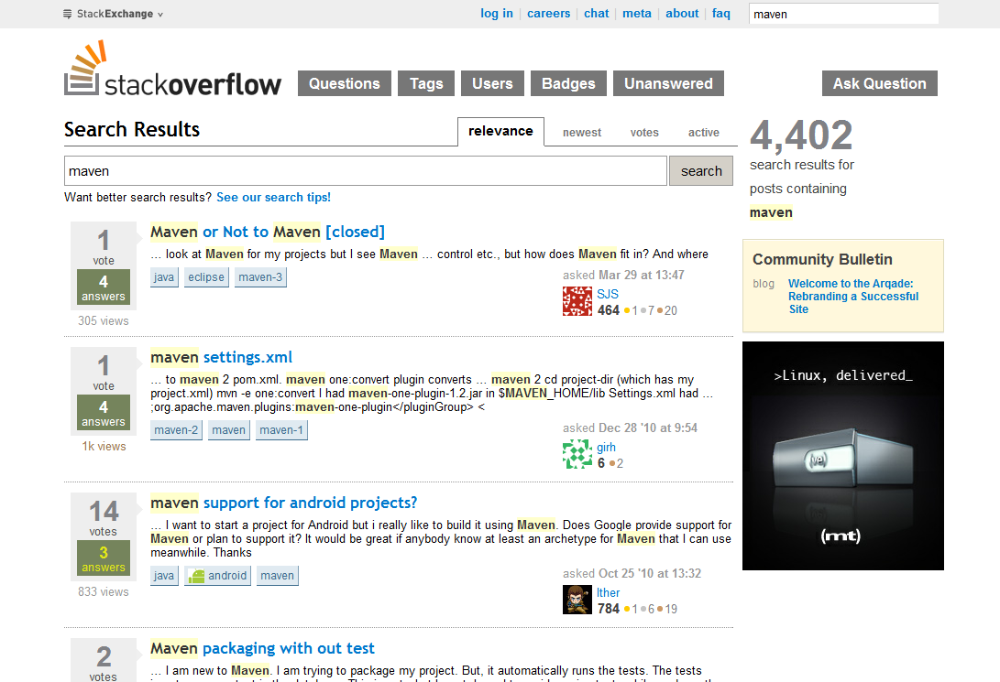 StackExchange
log in | careers | chat | meta | about | faq
maven
stackoverflow
Questions Tags Users Badges Unanswered Ask Question
Search Results
relevance newest votes active
maven
search
Want better search results? See our search tips!
1
vote
4
answers
305 views
Maven or Not to Maven [closed]
... look at Maven for my projects but I see Maven ... control etc., but how does Maven fit in? And where
java eclipse maven-3
asked Mar 29 at 13:47
SJS
464 1 7 20
1
vote
4
answers
1k views
maven settings.xml
... to maven 2 pom.xml. maven one:convert plugin converts ... maven 2 cd project-dir (which has my
project.xml) mvn -e one:convert I had maven-one-plugin-1.2.jar in $MAVEN_HOME/lib Settings.xml had ...
;org.apache.maven.plugins:maven-one-plugin</pluginGroup> <
maven-2 maven maven-1
asked Dec 28 '10 at 9:54
girh
6 2
14
votes
3
answers
833 views
maven support for android projects?
... I want to start a project for Android but i really like to build it using Maven. Does Google provide support for
Maven or plan to support it? It would be great if anybody know at least an archetype for Maven that I can use
meanwhile. Thanks
java android maven
asked Oct 25 '10 at 13:32
Ither
784 1 6 19
2
votes
Maven packaging with out test
... I am new to Maven. I am trying to package my project. But, it automatically runs the tests. The tests
4,402
search results for
posts containing
maven
Community Bulletin
blog Welcome to the Arqade:
Rebranding a Successful
Site
>Linux, delivered_
(ve)
(mt)